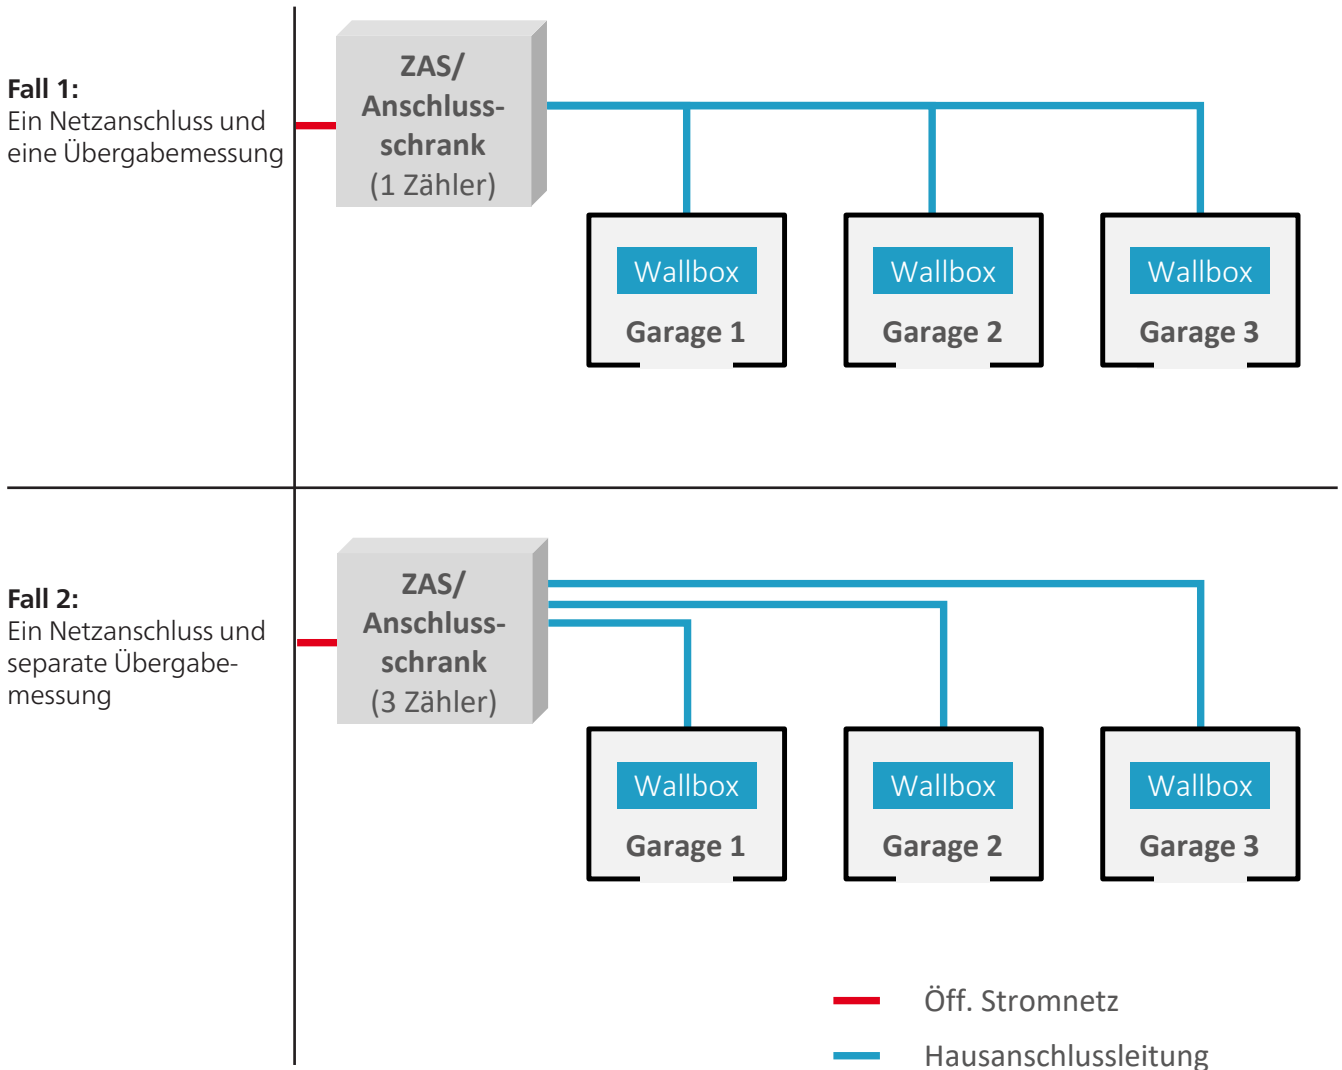 Fall 1:
Ein Netzanschluss und
eine Übergabemessung
ZAS/
Anschluss-
schrank
(1 Zähler)
Wallbox
Garage 1
Wallbox
Garage 2
Wallbox
Garage 3
Fall 2:
Ein Netzanschluss und
separate Übergabe-
messung
ZAS/
Anschluss-
schrank
(3 Zähler)
Wallbox
Garage 1
Wallbox
Garage 2
Wallbox
Garage 3
Öff. Stromnetz
Hausanschlussleitung